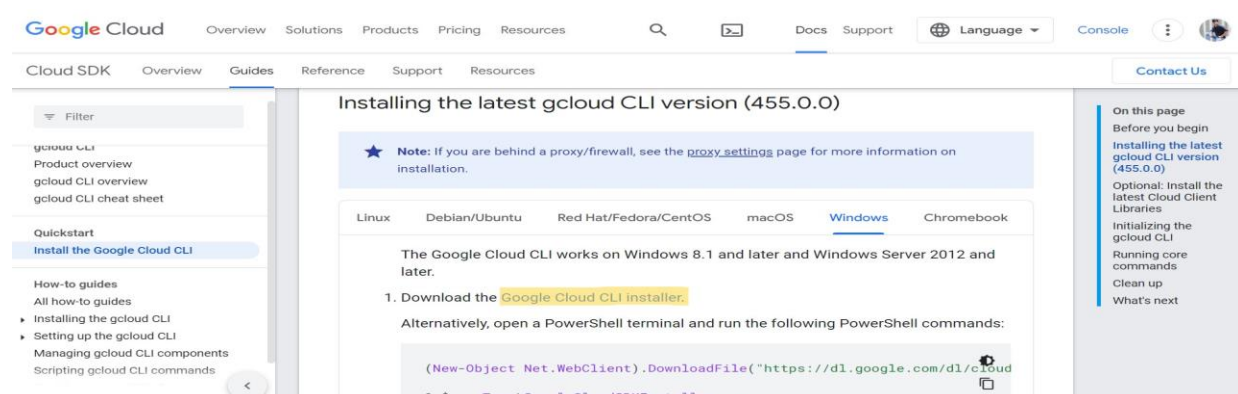 Google Cloud
Overview Solutions Products Pricing Resources
Docs Support Language Console
Cloud SDK Overview Guides Reference Support Resources
Contact Us
Filter
gcloud CLI
Product overview
gcloud CLI overview
gcloud CLI cheat sheet
Quickstart
Install the Google Cloud CLI
How-to guides
All how-to guides
Installing the gcloud CLI
Setting up the gcloud CLI
Managing gcloud CLI components
Scripting gcloud CLI commands
Installing the latest gcloud CLI version (455.0.0)
Note: If you are behind a proxy/firewall, see the proxy settings page for more information on
installation.
Linux Debian/Ubuntu Red Hat/Fedora/CentOS macOS Windows Chromebook
The Google Cloud CLI works on Windows 8.1 and later and Windows Server 2012 and
later.
1. Download the Google Cloud CLI installer.
Alternatively, open a PowerShell terminal and run the following PowerShell commands:
(New-Object Net.WebClient).DownloadFile("https://dl.google.com/dl/cloud
On this page
Before you begin
Installing the latest
gcloud CLI version
(455.0.0)
Optional: Install the
latest Cloud Client
Libraries
Initializing the
gcloud CLI
Running core
commands
Clean up
What's next